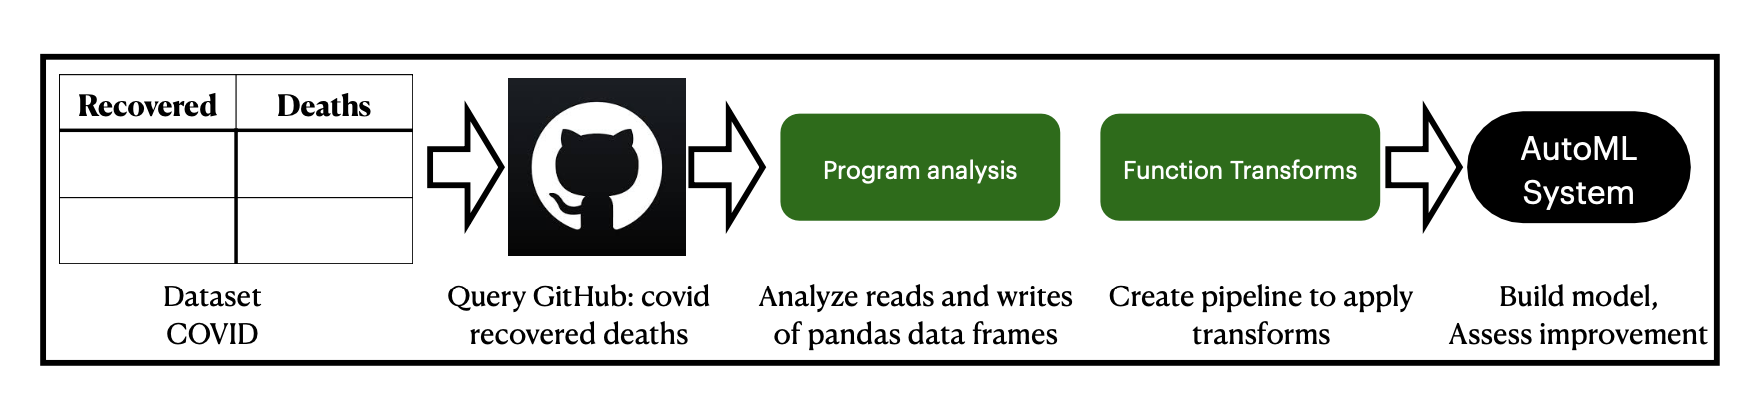 Recovered Deaths
Program analysis
Function Transforms
AutoML
System
Dataset
COVID
Query GitHub: covid
recovered deaths
Analyze reads and writes
of pandas data frames
Create pipeline to apply
transforms
Build model,
Assess improvement